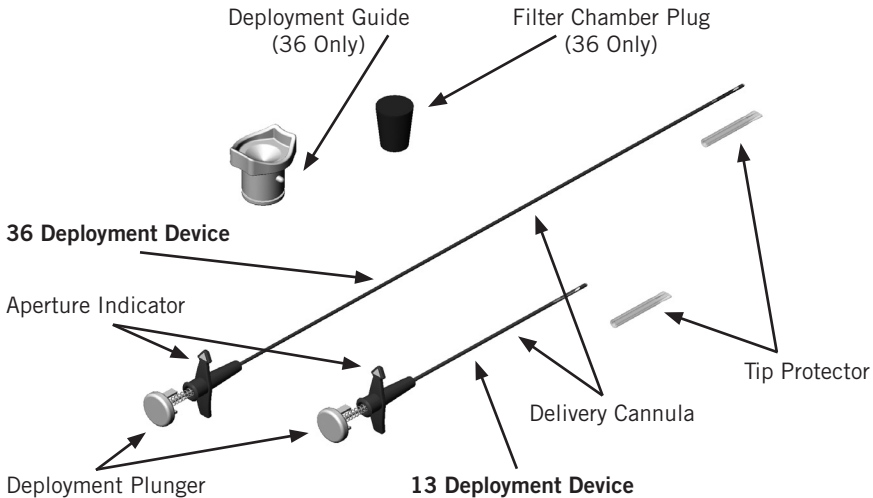 Deployment Guide
(36 Only)
Filter Chamber Plug
(36 Only)
36 Deployment Device
Aperture Indicator
Tip Protector
Delivery Cannula
Deployment Plunger
13 Deployment Device